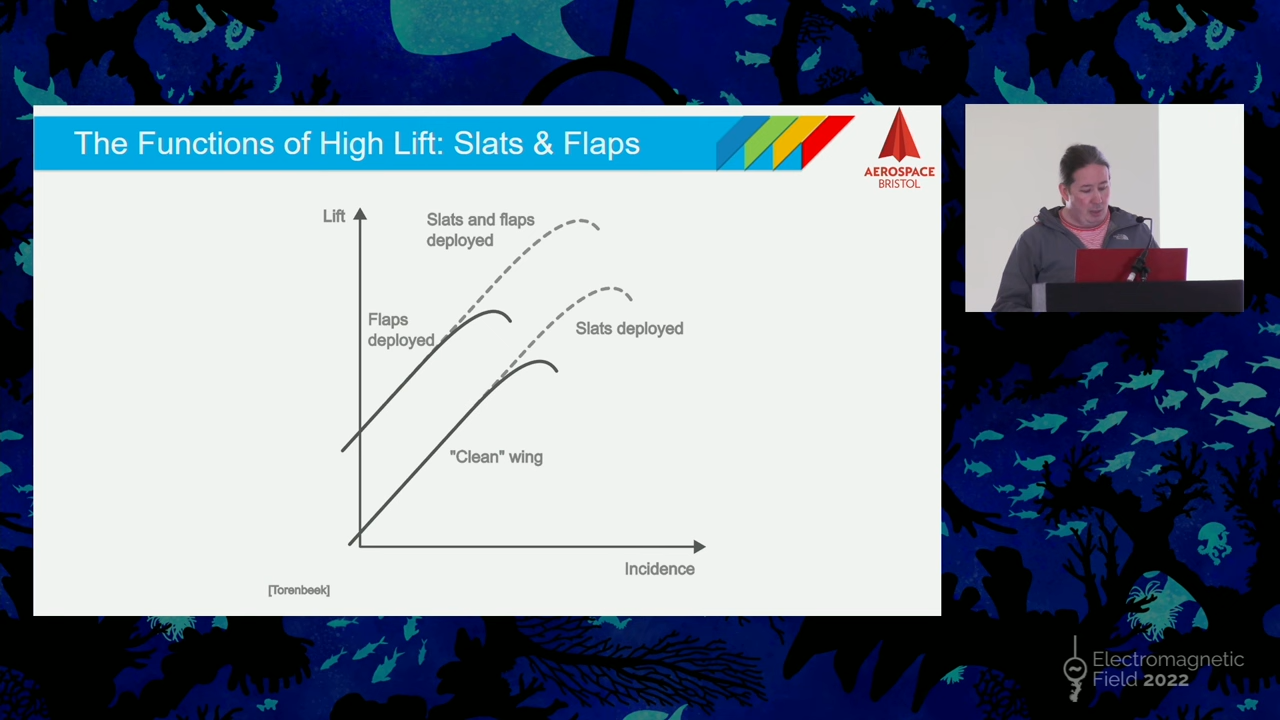 The Functions of High Lift: Slats & Flaps
AEROSPACE
BRISTOL
Lift
Slats and flaps
deployed
Flaps
deployed
Slats deployed
"Clean" wing
Incidence
[Torenbeek]
Electromagnetic
Field 2022